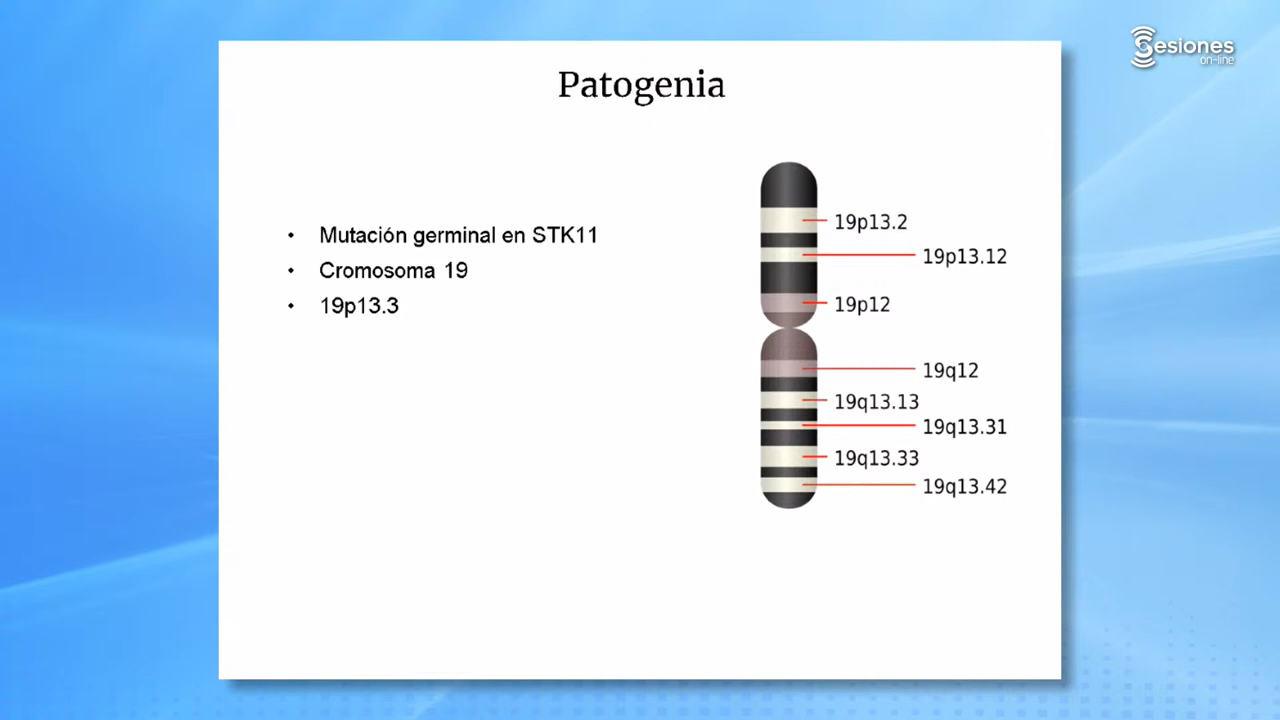 Sesiones
on-line
Patogenia
• Mutación germinal en STK11
• Cromosoma 19
• 19p13.3
19p13.2
19p13.12
19p12
19q12
19q13.13
19q13.31
19q13.33
19q13.42